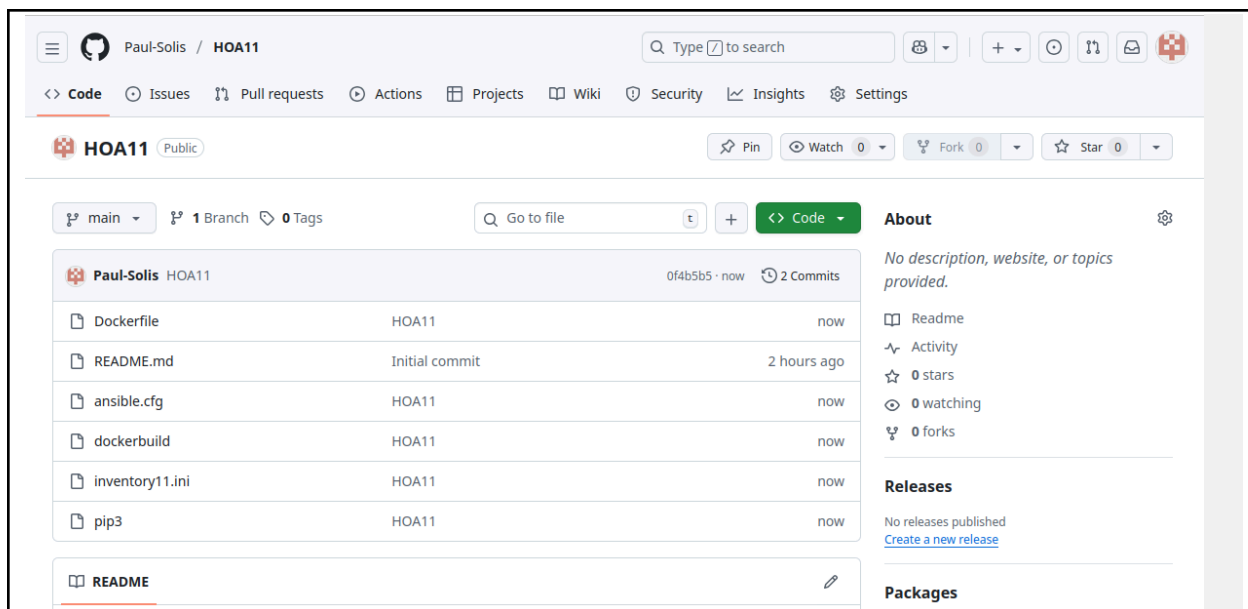 Paul-Solis / HOA11
Type / to search
Code Issues Pull requests Actions Projects Wiki Security Insights Settings
HOA11 Public
Pin Watch 0 Fork 0 Star 0
main 1 Branch 0 Tags Go to file t + Code
Paul-Solis HOA11 0f4b5b5 · now 2 Commits
Dockerfile HOA11 now
README.md Initial commit 2 hours ago
ansible.cfg HOA11 now
dockerbuild HOA11 now
inventory11.ini HOA11 now
pip3 HOA11 now
README
About
No description, website, or topics
provided.
Readme
Activity
0 stars
0 watching
0 forks
Releases
No releases published
Create a new release
Packages